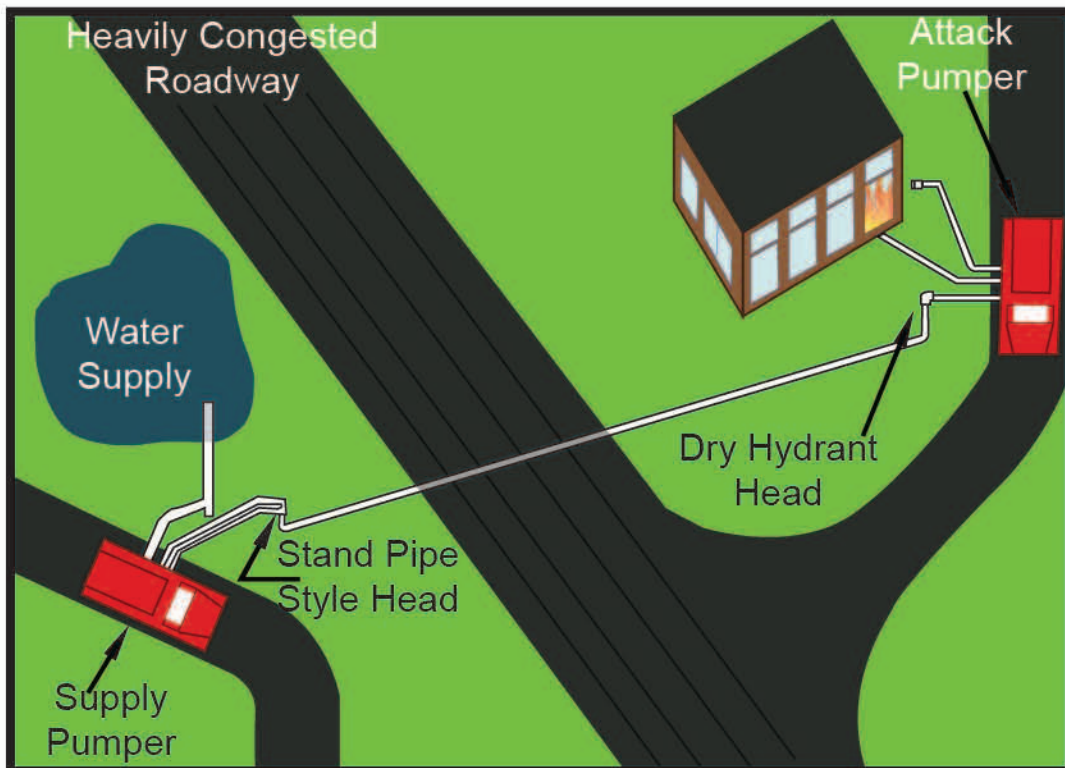 Heavily Congested
Roadway
Attack
Pumper
Water
Supply
Dry Hydrant
Head
Stand Pipe
Style Head
Supply
Pumper